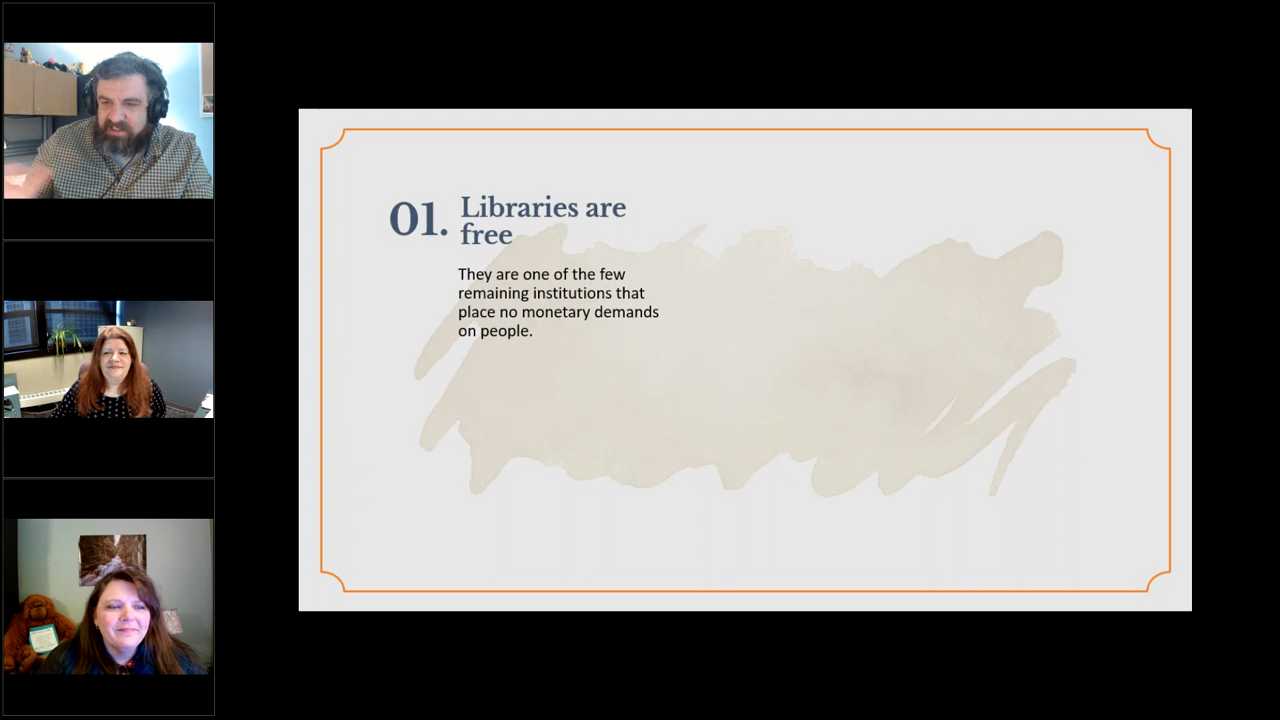 01.
Libraries are
free
They are one of the few
remaining institutions that
place no monetary demands
on people.